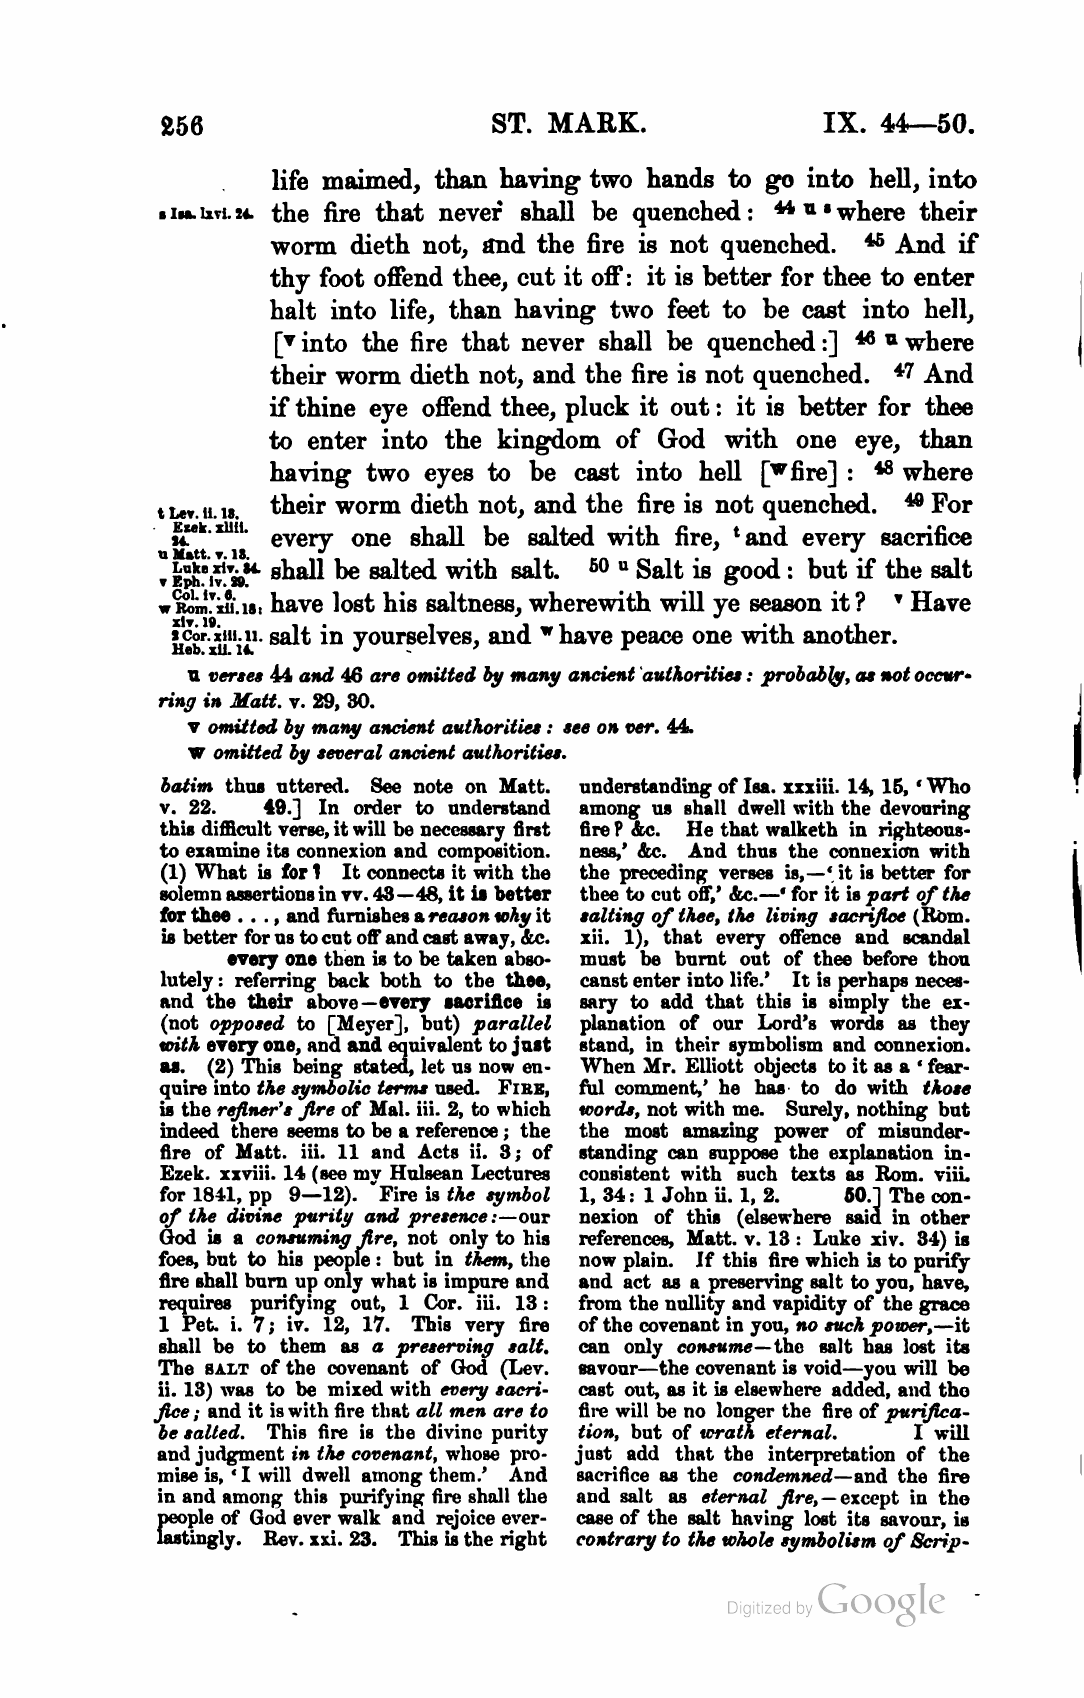 256 ST. MARK. IX. 44—50.
life maimed, than having two hands to go into hell, into
s Isa. lxvi. 24. the fire that never shall be quenched : 44 u s where their
worm dieth not, and the fire is not quenched. 45 And if
thy foot offend thee, cut it off: it is better for thee to enter
halt into life, than having two feet to be cast into hell,
[v into the fire that never shall be quenched :] 46 u where
their worm dieth not, and the fire is not quenched. 47 And
if thine eye offend thee, pluck it out : it is better for thee
to enter into the kingdom of God with one eye, than
having two eyes to be cast into hell [w fire] : 48 where
their worm dieth not, and the fire is not quenched. 49 For
every one shall be salted with fire, t and every sacrifice
shall be salted with salt. 50 u Salt is good : but if the salt
have lost his saltness, wherewith will ye season it ? v Have
salt in yourselves, and w have peace one with another.
t Lev. ii. 13.
Ezek. xliii.
24.
u Matt. v. 13.
Luke xiv. 34.
v Eph. iv. 29.
Col. iv. 6.
w Rom. xii. 18:
xiv. 19.
2 Cor. xiii. 11.
Heb. xii. 14.
u verses 44 and 46 are omitted by many ancient authorities : probably, as not occur-
ring in Matt. v. 29, 30.
v omitted by many ancient authorities : see on ver. 44.
w omitted by several ancient authorities.
batim thus uttered. See note on Matt.
v. 22. 49.] In order to understand
this difficult verse, it will be necessary first
to examine its connexion and composition.
(1) What is for? It connects it with the
solemn assertions in vv. 43—48, it is better
for thee . . . , and furnishes a reason why it
is better for us to cut off and cast away, &c.
every one then is to be taken abso-
lutely: referring back both to the thee,
and the their above—every sacrifice is
(not opposed to [Meyer], but) parallel
with every one, and and equivalent to just
as. (2) This being stated, let us now en-
quire into the symbolic terms used. FIRE,
is the refiner's fire of Mal. iii. 2, to which
indeed there seems to be a reference ; the
fire of Matt. iii. 11 and Acts ii. 3; of
Ezek. xxviii. 14 (see my Hulsean Lectures
for 1841, pp 9—12). Fire is the symbol
of the divine purity and presence:—our
God is a consuming fire, not only to his
foes, but to his people : but in them, the
fire shall burn up only what is impure and
requires purifying out, 1 Cor. iii. 13 :
1 Pet. i. 7; iv. 12, 17. This very fire
shall be to them as a preserving salt.
The SALT of the covenant of God (Lev.
ii. 13) was to be mixed with every sacri-
fice ; and it is with fire that all men are to
be salted. This fire is the divine purity
and judgment in the covenant, whose pro-
mise is, ‘I will dwell among them.’ And
in and among this purifying fire shall the
people of God ever walk and rejoice ever-
lastingly. Rev. xxi. 23. This is the right
understanding of Isa. xxxiii. 14, 15, ‘Who
among us shall dwell with the devouring
fire ? &c. He that walketh in righteous-
ness,’ &c. And thus the connexion with
the preceding verses is,—‘it is better for
thee to cut off,’ &c.—‘for it is part of the
salting of thee, the living sacrifice (Rom.
xii. 1), that every offence and scandal
must be burnt out of thee before thou
canst enter into life.’ It is perhaps neces-
sary to add that this is simply the ex-
planation of our Lord's words as they
stand, in their symbolism and connexion.
When Mr. Elliott objects to it as a ‘fear-
ful comment,’ he has to do with those
words, not with me. Surely, nothing but
the most amazing power of misunder-
standing can suppose the explanation in-
consistent with such texts as Rom. viii.
1, 34: 1 John ii. 1, 2. 50.] The con-
nexion of this (elsewhere said in other
references, Matt. v. 13 : Luke xiv. 34) is
now plain. If this fire which is to purify
and act as a preserving salt to you, have,
from the nullity and vapidity of the grace
of the covenant in you, no such power,—it
can only consume—the salt has lost its
savour—the covenant is void—you will be
cast out, as it is elsewhere added, and the
fire will be no longer the fire of purifica-
tion, but of wrath eternal. I will
just add that the interpretation of the
sacrifice as the condemned—and the fire
and salt as eternal fire,—except in the
case of the salt having lost its savour, is
contrary to the whole symbolism of Scrip-
Digitized by Google